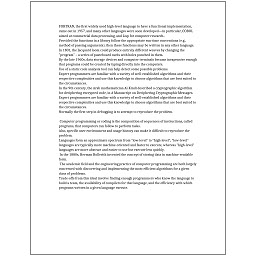 FORTRAN, the first widely used high-level language to have a functional implementation,
came out in 1957, and many other languages were soon developed—in particular, COBOL
aimed at commercial data processing, and Lisp for computer research.
Provided the functions in a library follow the appropriate run-time conventions (e.g.,
method of passing arguments), then these functions may be written in any other language.
In 1801, the Jacquard loom could produce entirely different weaves by changing the
"program" – a series of pasteboard cards with holes punched in them.
By the late 1960s, data storage devices and computer terminals became inexpensive enough
that programs could be created by typing directly into the computers.
Use of a static code analysis tool can help detect some possible problems.
Expert programmers are familiar with a variety of well-established algorithms and their
respective complexities and use this knowledge to choose algorithms that are best suited to
the circumstances.
In the 9th century, the Arab mathematician Al-Kindi described a cryptographic algorithm
for deciphering encrypted code, in A Manuscript on Deciphering Cryptographic Messages.
Expert programmers are familiar with a variety of well-established algorithms and their
respective complexities and use this knowledge to choose algorithms that are best suited to
the circumstances.
Normally the first step in debugging is to attempt to reproduce the problem.
Computer programming or coding is the composition of sequences of instructions, called
programs, that computers can follow to perform tasks.
Also, specific user environment and usage history can make it difficult to reproduce the
problem.
Languages form an approximate spectrum from "low-level" to "high-level"; "low-level"
languages are typically more machine-oriented and faster to execute, whereas "high-level"
languages are more abstract and easier to use but execute less quickly.
In the 1880s, Herman Hollerith invented the concept of storing data in machine-readable
form.
The academic field and the engineering practice of computer programming are both largely
concerned with discovering and implementing the most efficient algorithms for a given
class of problems.
Trade-offs from this ideal involve finding enough programmers who know the language to
build a team, the availability of compilers for that language, and the efficiency with which
programs written in a given language execute.